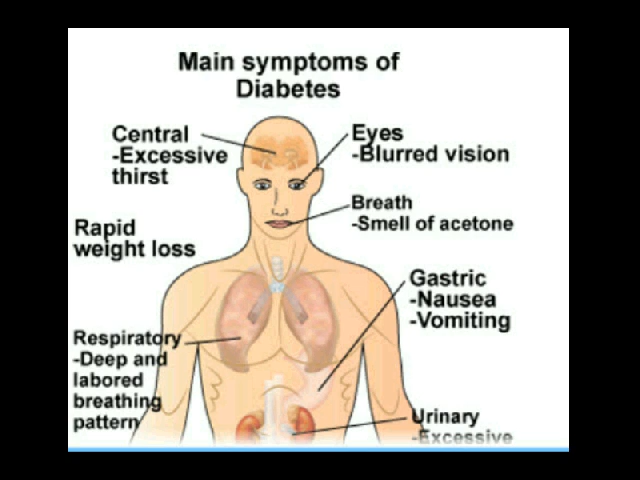 Main symptoms of
Diabetes
Central
-Excessive
thirst
Eyes
-Blurred vision
Breath
-Smell of acetone
Rapid
weight loss
Gastric
-Nausea
-Vomiting
Respiratory
-Deep and
labored
breathing
pattern
Urinary
-Excessive